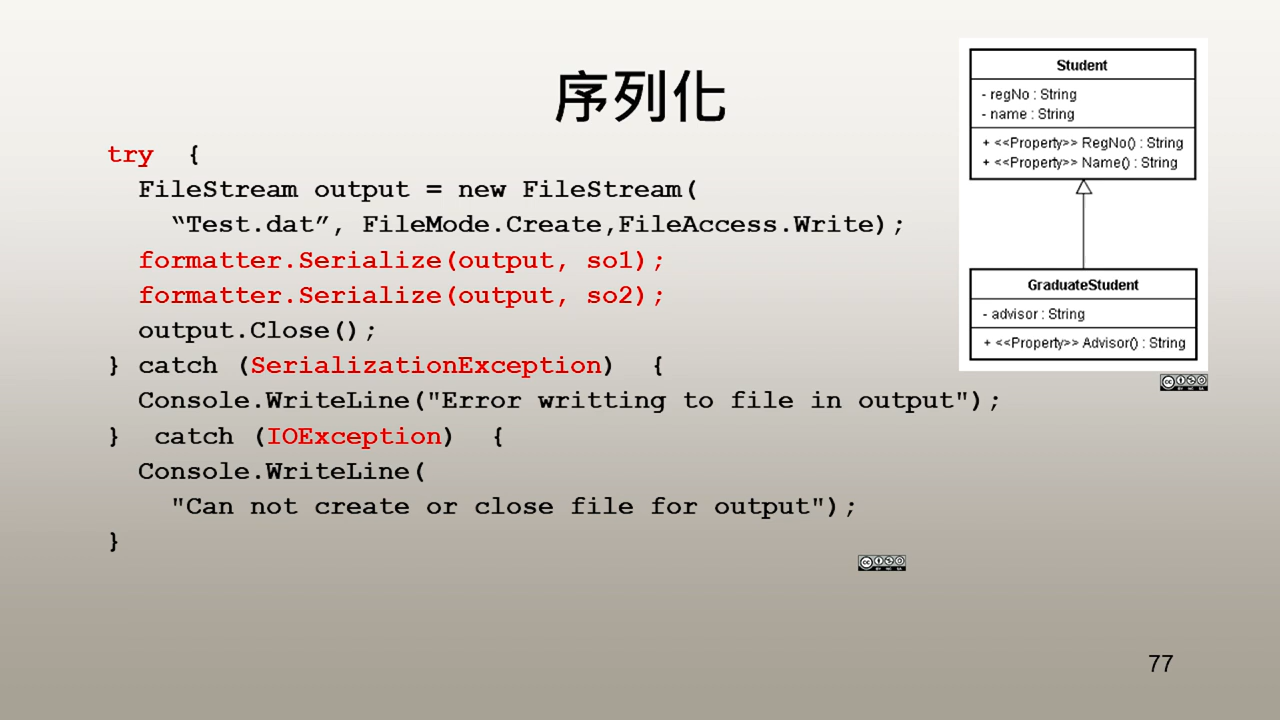 序列化
try {
FileStream output = new FileStream(
“Test.dat”, FileMode.Create,FileAccess.Write);
formatter.Serialize(output, so1);
formatter.Serialize(output, so2);
output.Close();
} catch (SerializationException) {
Console.WriteLine("Error writting to file in output");
} catch (IOException) {
Console.WriteLine(
"Can not create or close file for output");
}
Student
- regNo : String
- name : String
+ <<Property>> RegNo() : String
+ <<Property>> Name() : String
GraduateStudent
- advisor : String
+ <<Property>> Advisor() : String
77